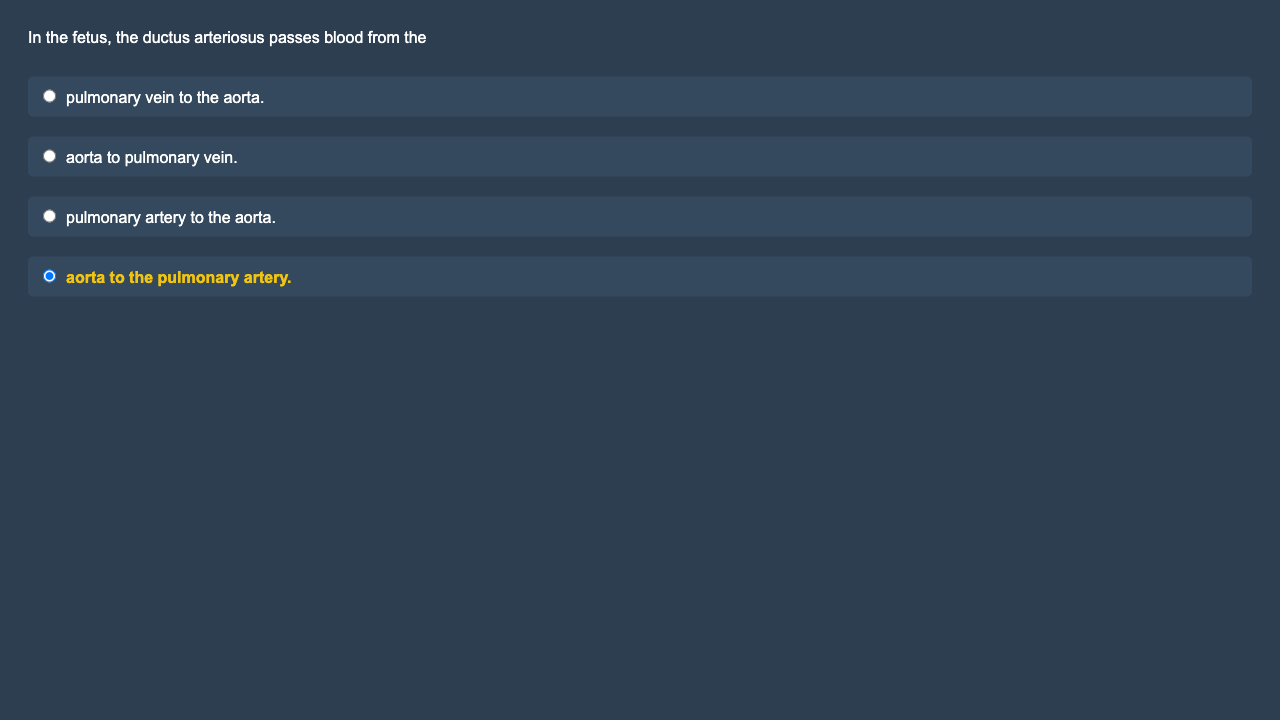 In the fetus, the ductus arteriosus passes blood from the
pulmonary vein to the aorta.
aorta to pulmonary vein.
pulmonary artery to the aorta.
aorta to the pulmonary artery.